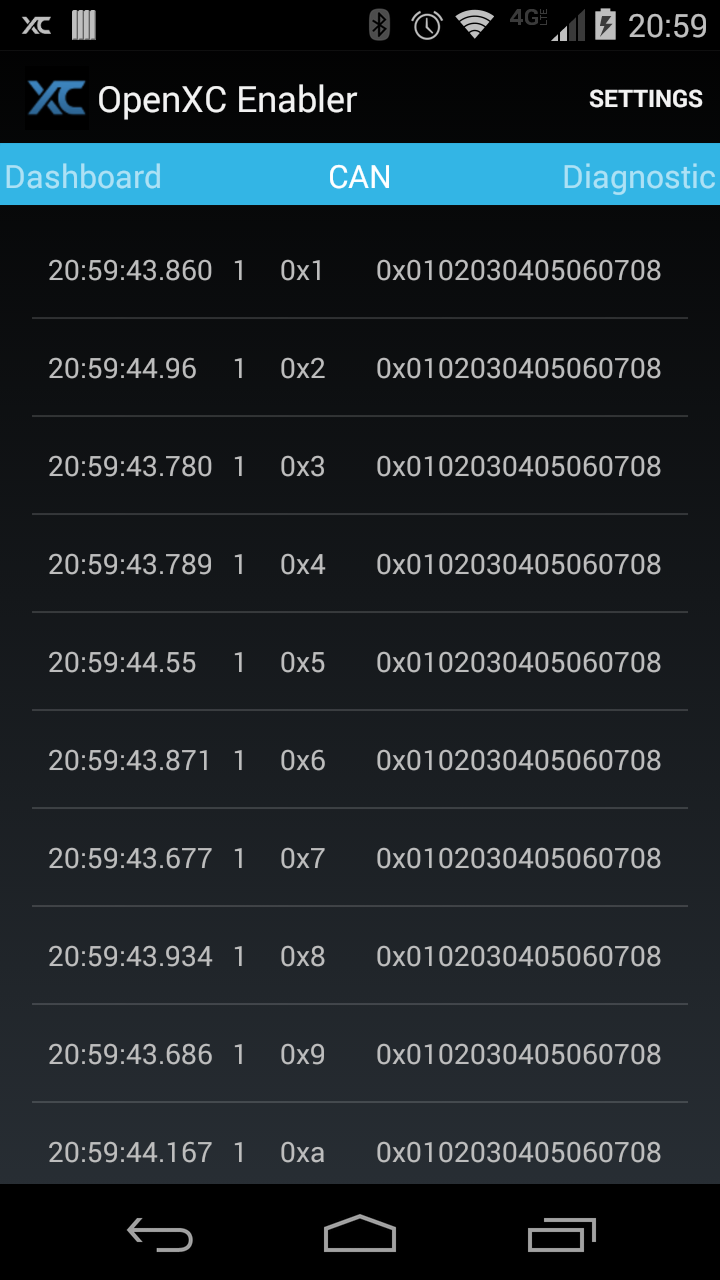 XC 4G LTE 20:59
XC OpenXC Enabler SETTINGS
Dashboard CAN Diagnostic
20:59:43.860 1 0x1 0x0102030405060708
20:59:44.96 1 0x2 0x0102030405060708
20:59:43.780 1 0x3 0x0102030405060708
20:59:43.789 1 0x4 0x0102030405060708
20:59:44.55 1 0x5 0x0102030405060708
20:59:43.871 1 0x6 0x0102030405060708
20:59:43.677 1 0x7 0x0102030405060708
20:59:43.934 1 0x8 0x0102030405060708
20:59:43.686 1 0x9 0x0102030405060708
20:59:44.167 1 0xa 0x0102030405060708